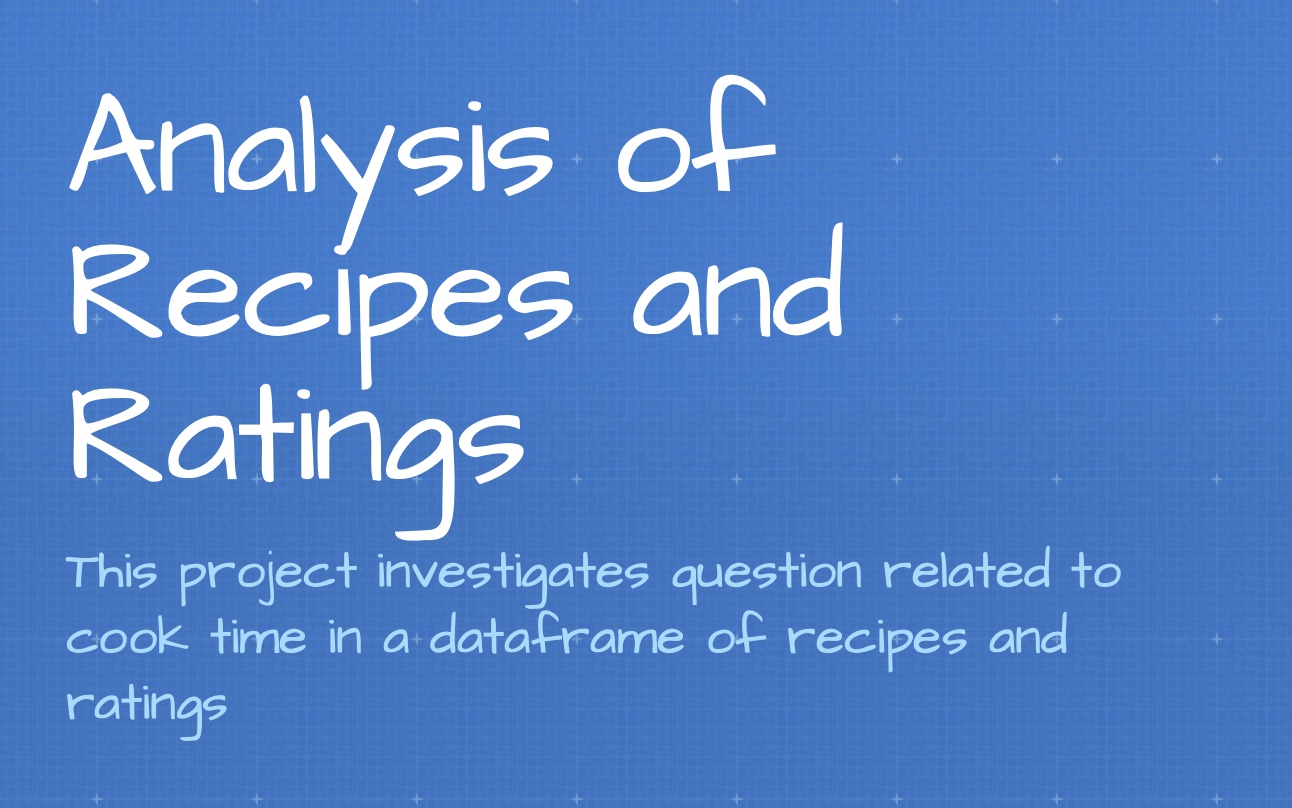 Analysis of
Recipes and
Ratings
This project investigates question related to
cook time in a dataframe of recipes and
ratings